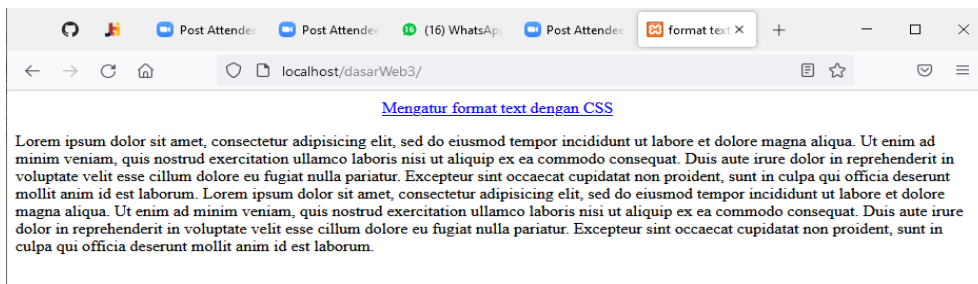 Post Attendee
Post Attendee
16 (16) WhatsApp
Post Attendee
format text
localhost/dasarWeb3/
Mengatur format text dengan CSS
Lorem ipsum dolor sit amet, consectetur adipisicing elit, sed do eiusmod tempor incididunt ut labore et dolore magna aliqua. Ut enim ad
minim veniam, quis nostrud exercitation ullamco laboris nisi ut aliquip ex ea commodo consequat. Duis aute irure dolor in reprehenderit in
voluptate velit esse cillum dolore eu fugiat nulla pariatur. Excepteur sint occaecat cupidatat non proident, sunt in culpa qui officia deserunt
mollit anim id est laborum. Lorem ipsum dolor sit amet, consectetur adipisicing elit, sed do eiusmod tempor incididunt ut labore et dolore
magna aliqua. Ut enim ad minim veniam, quis nostrud exercitation ullamco laboris nisi ut aliquip ex ea commodo consequat. Duis aute irure
dolor in reprehenderit in voluptate velit esse cillum dolore eu fugiat nulla pariatur. Excepteur sint occaecat cupidatat non proident, sunt in
culpa qui officia deserunt mollit anim id est laborum.